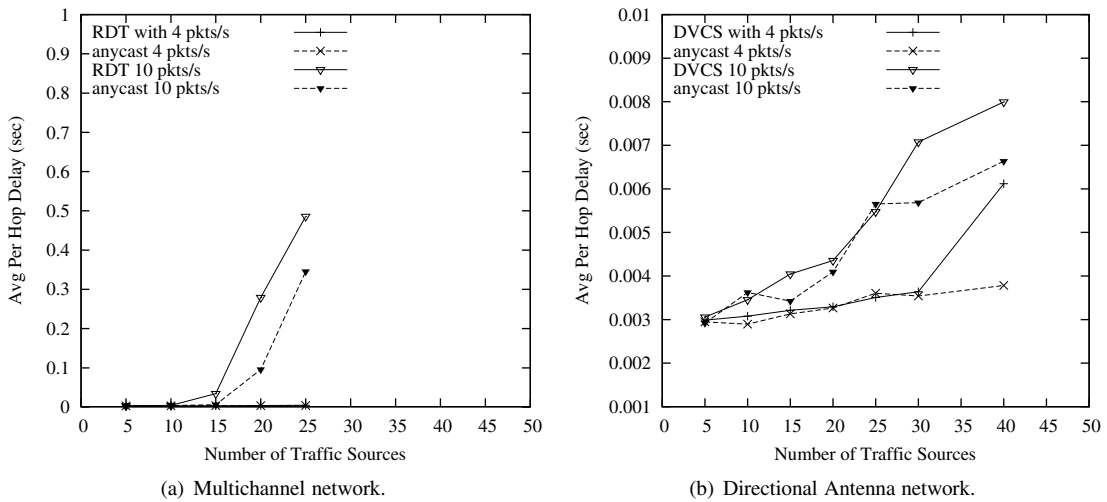 1
0.9
0.8
0.7
0.6
0.5
0.4
0.3
0.2
0.1
0
Avg Per Hop Delay (sec)
RDT with 4 pkts/s
anycast 4 pkts/s
RDT 10 pkts/s
anycast 10 pkts/s
0 5 10 15 20 25 30 35 40 45 50
Number of Traffic Sources
(a) Multichannel network.
0.01
0.009
0.008
0.007
0.006
0.005
0.004
0.003
0.002
0.001
Avg Per Hop Delay (sec)
DVCS with 4 pkts/s
anycast 4 pkts/s
DVCS 10 pkts/s
anycast 10 pkts/s
0 5 10 15 20 25 30 35 40 45 50
Number of Traffic Sources
(b) Directional Antenna network.